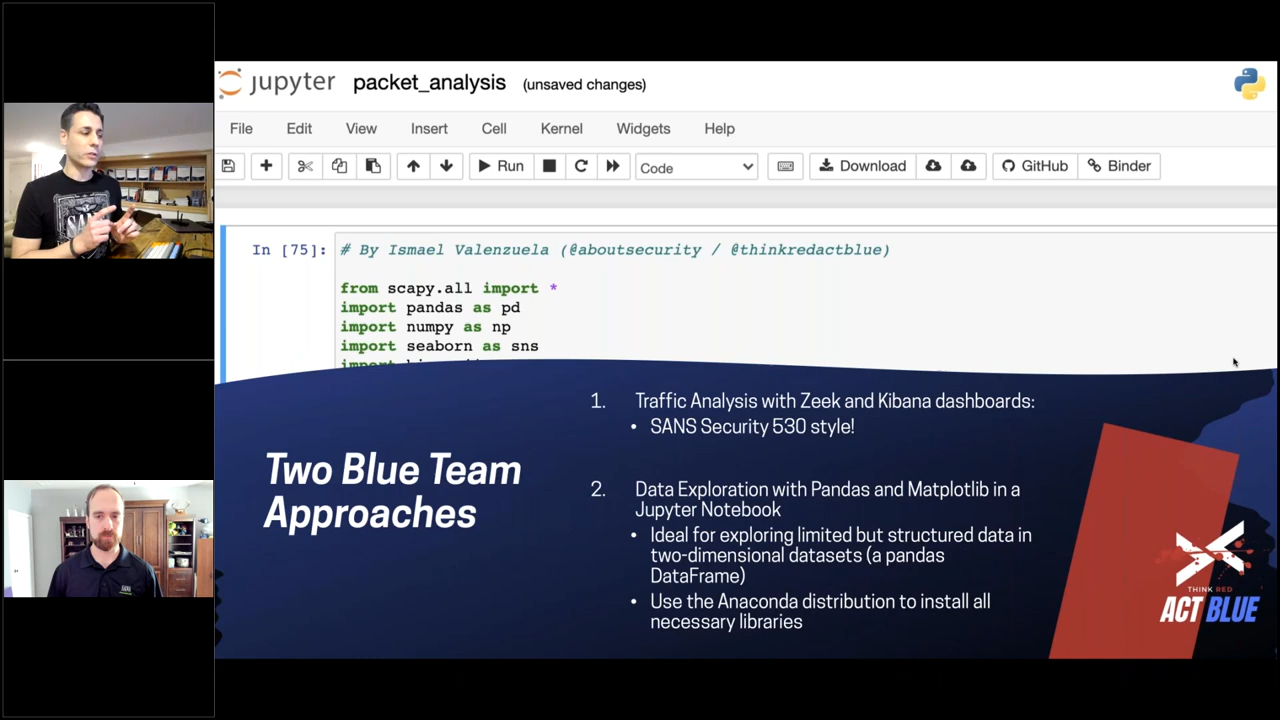 jupyter packet_analysis (unsaved changes)
File Edit View Insert Cell Kernel Widgets Help
Run Code Download GitHub Binder
In [75]: # By Ismael Valenzuela (@aboutsecurity / @thinkredactblue)
from scapy.all import *
import pandas as pd
import numpy as np
import seaborn as sns
import
Two Blue Team
Approaches
1. Traffic Analysis with Zeek and Kibana dashboards:
• SANS Security 530 style!
2. Data Exploration with Pandas and Matplotlib in a
Jupyter Notebook
• Ideal for exploring limited but structured data in
two-dimensional datasets (a pandas
DataFrame)
• Use the Anaconda distribution to install all
necessary libraries
THINK RED
ACT BLUE